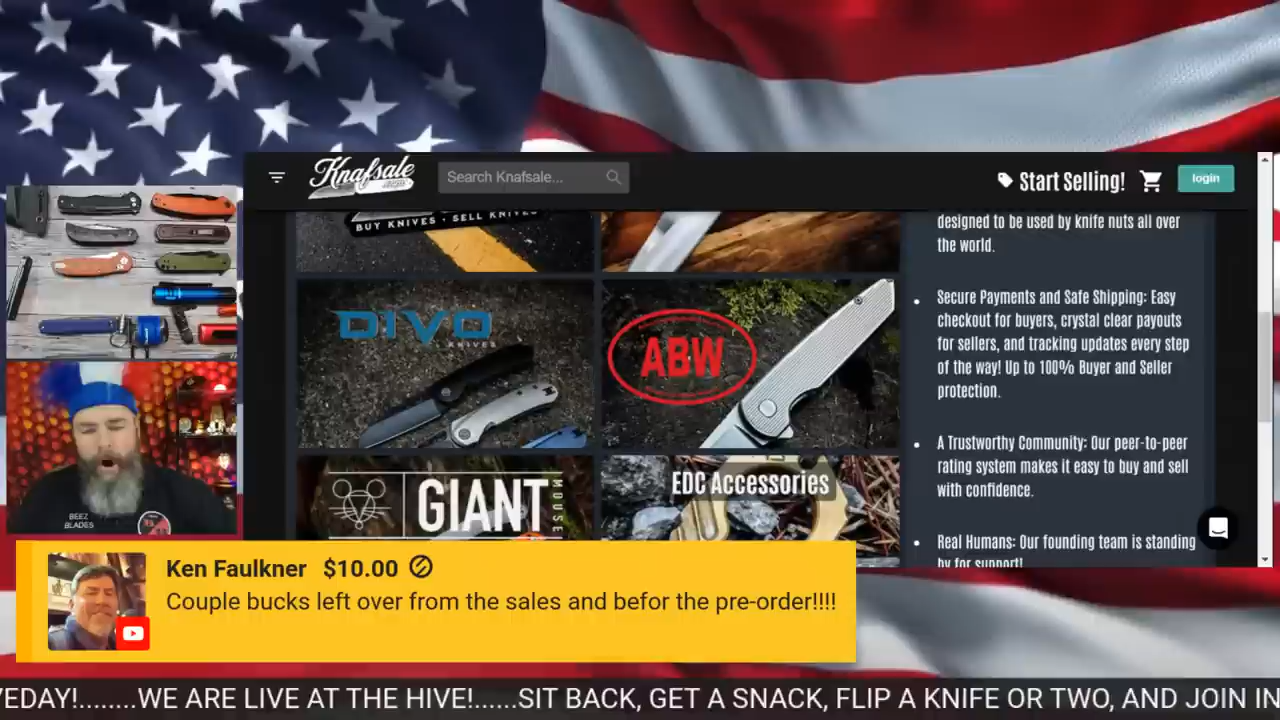 Knafsale
.com
Search Knafsale...
Start Selling!
login
BUY KNIVES • SELL KNIVES
designed to be used by knife nuts all over
the world.
DIVO
KNIVES
ABW
Secure Payments and Safe Shipping: Easy
checkout for buyers, crystal clear payouts
for sellers, and tracking updates every step
of the way! Up to 100% Buyer and Seller
protection.
A Trustworthy Community: Our peer-to-peer
rating system makes it easy to buy and sell
with confidence.
GIANT
MOUSE
EDC Accessories
Real Humans: Our founding team is standing
by for support!
BEEZ
BLADES
Ken Faulkner $10.00
Couple bucks left over from the sales and befor the pre-order!!!!
YEDAY!........WE ARE LIVE AT THE HIVE!......SIT BACK, GET A SNACK, FLIP A KNIFE OR TWO, AND JOIN IN